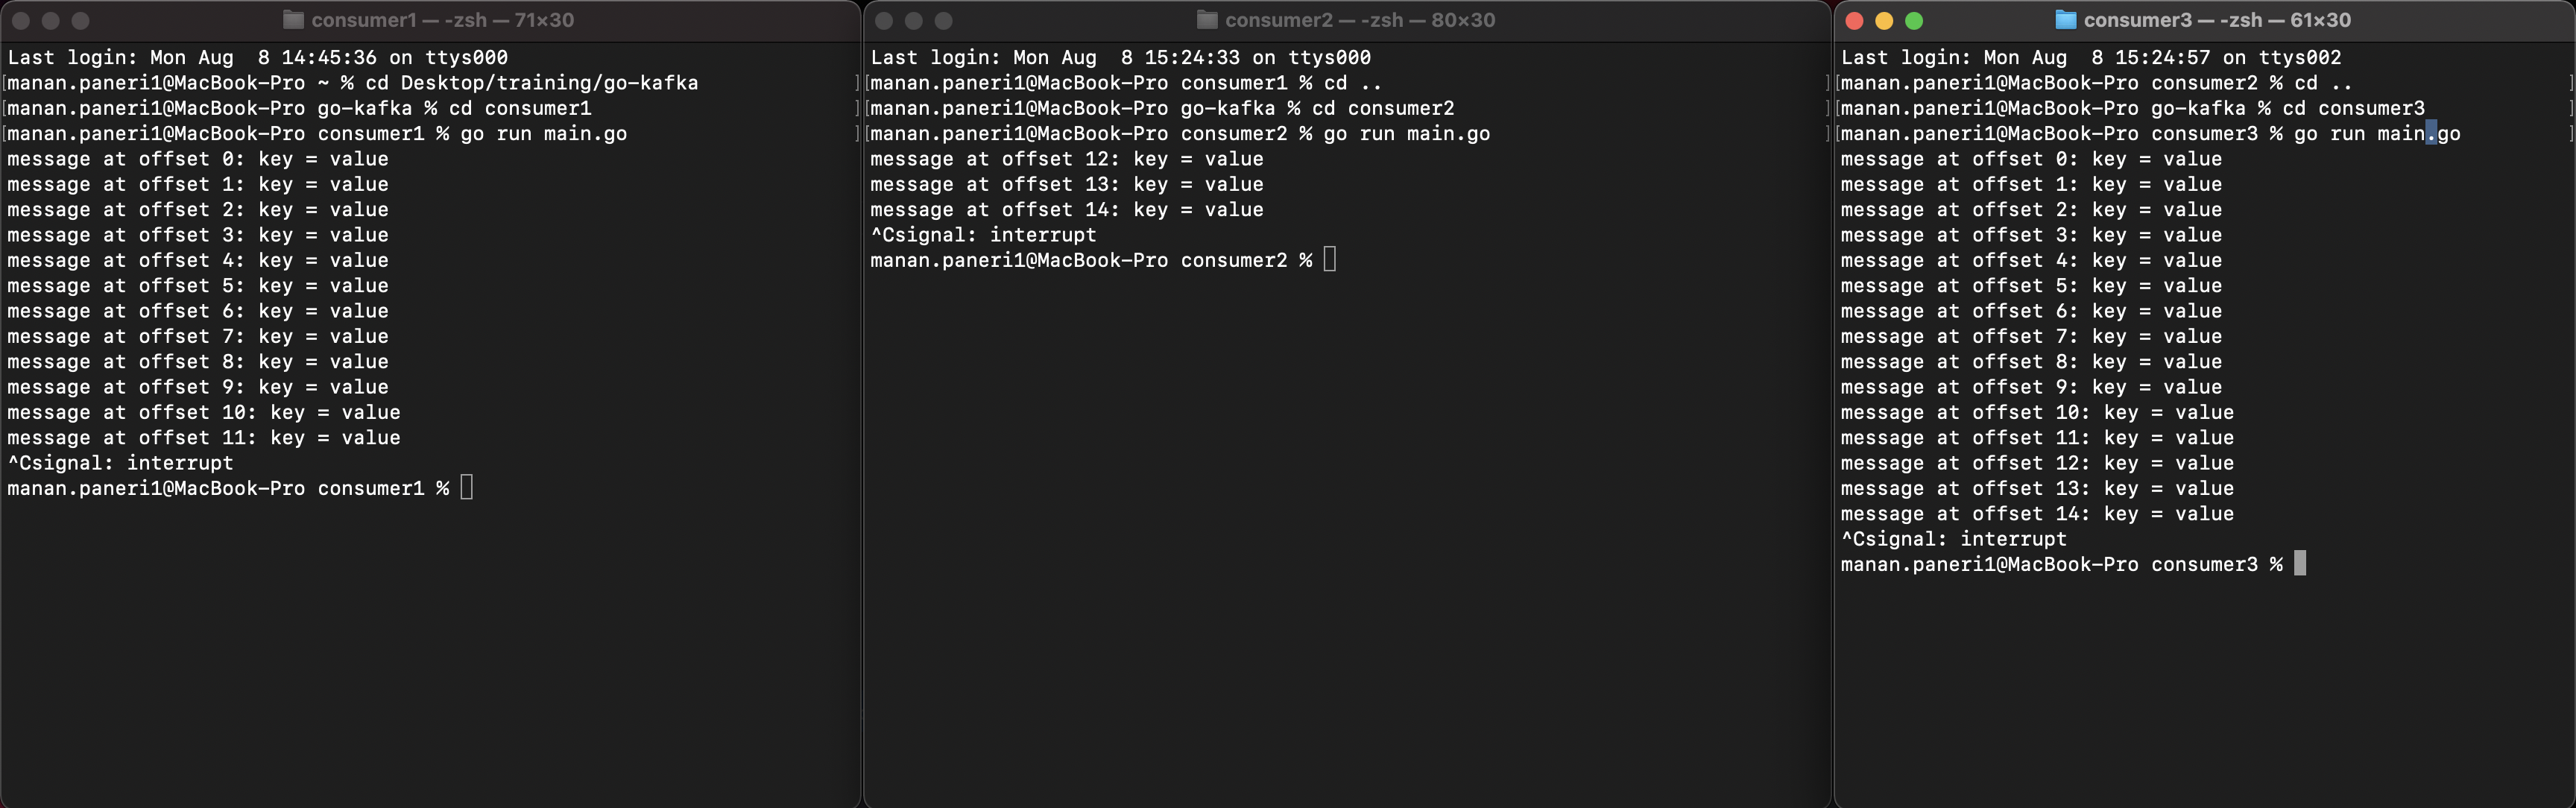 consumer1 — -zsh — 71×30
Last login: Mon Aug  8 14:45:36 on ttys000
[manan.paneri1@MacBook-Pro ~ % cd Desktop/training/go-kafka ]
[manan.paneri1@MacBook-Pro go-kafka % cd consumer1 ]
[manan.paneri1@MacBook-Pro consumer1 % go run main.go ]
message at offset 0: key = value
message at offset 1: key = value
message at offset 2: key = value
message at offset 3: key = value
message at offset 4: key = value
message at offset 5: key = value
message at offset 6: key = value
message at offset 7: key = value
message at offset 8: key = value
message at offset 9: key = value
message at offset 10: key = value
message at offset 11: key = value
^Csignal: interrupt
manan.paneri1@MacBook-Pro consumer1 %
consumer2 — -zsh — 80×30
Last login: Mon Aug  8 15:24:33 on ttys000
[manan.paneri1@MacBook-Pro consumer1 % cd .. ]
[manan.paneri1@MacBook-Pro go-kafka % cd consumer2 ]
[manan.paneri1@MacBook-Pro consumer2 % go run main.go ]
message at offset 12: key = value
message at offset 13: key = value
message at offset 14: key = value
^Csignal: interrupt
manan.paneri1@MacBook-Pro consumer2 %
consumer3 — -zsh — 61×30
Last login: Mon Aug  8 15:24:57 on ttys002
[manan.paneri1@MacBook-Pro consumer2 % cd .. ]
[manan.paneri1@MacBook-Pro go-kafka % cd consumer3 ]
[manan.paneri1@MacBook-Pro consumer3 % go run main.go ]
message at offset 0: key = value
message at offset 1: key = value
message at offset 2: key = value
message at offset 3: key = value
message at offset 4: key = value
message at offset 5: key = value
message at offset 6: key = value
message at offset 7: key = value
message at offset 8: key = value
message at offset 9: key = value
message at offset 10: key = value
message at offset 11: key = value
message at offset 12: key = value
message at offset 13: key = value
message at offset 14: key = value
^Csignal: interrupt
manan.paneri1@MacBook-Pro consumer3 %